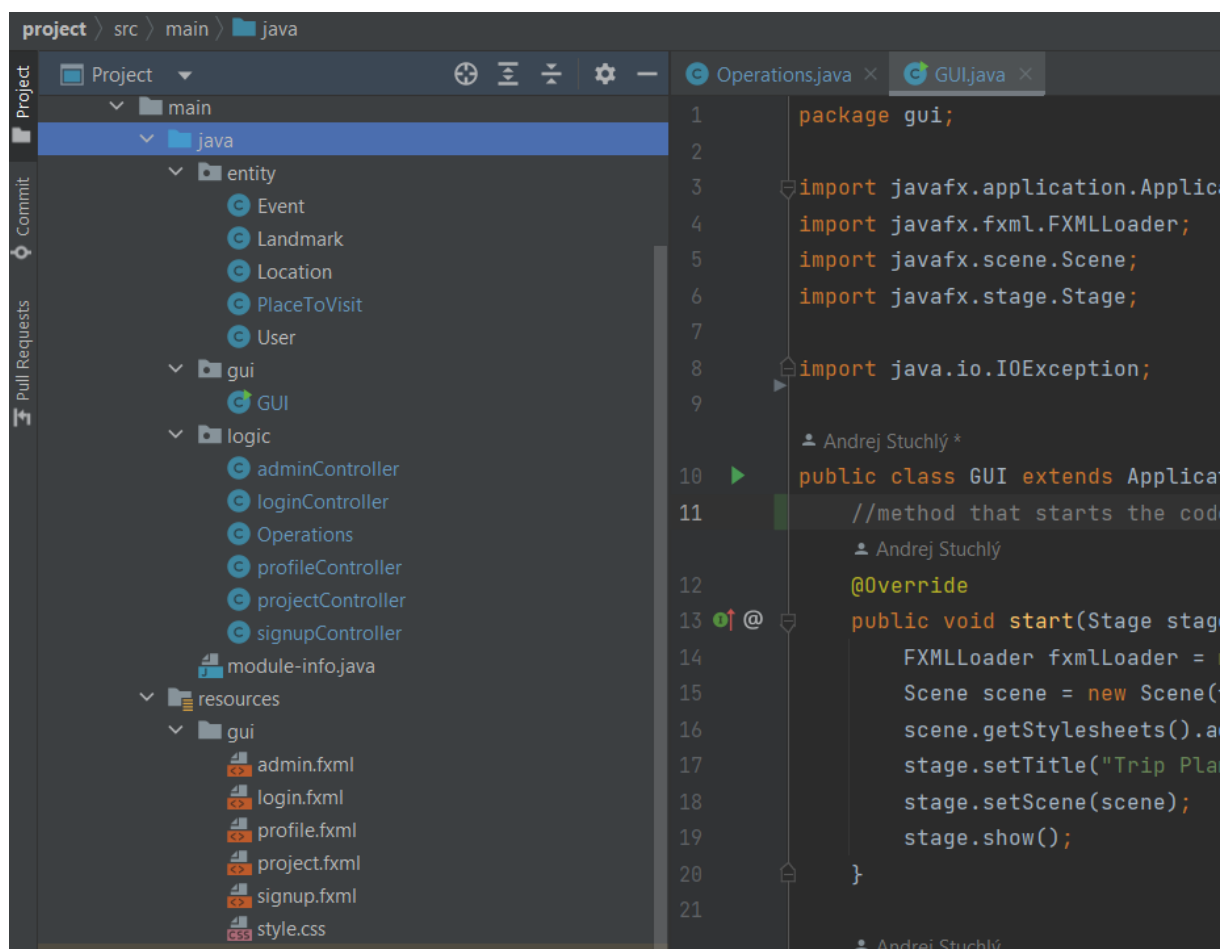 project › src › main › java
Project
Project
Commit
Pull Requests
main
java
entity
Event
Landmark
Location
PlaceToVisit
User
gui
GUI
logic
adminController
loginController
Operations
profileController
projectController
signupController
module-info.java
resources
gui
admin.fxml
login.fxml
profile.fxml
project.fxml
signup.fxml
style.css
Operations.java × GUI.java ×
1 package gui;
2
3 import javafx.application.Applica
4 import javafx.fxml.FXMLLoader;
5 import javafx.scene.Scene;
6 import javafx.stage.Stage;
7
8 import java.io.IOException;
9
Andrej Stuchlý *
10 public class GUI extends Applicat
11 //method that starts the code
Andrej Stuchlý
12 @Override
13 @ public void start(Stage stage
14 FXMLLoader fxmlLoader =
15 Scene scene = new Scene(
16 scene.getStylesheets().a
17 stage.setTitle("Trip Pla
18 stage.setScene(scene);
19 stage.show();
20 }
21
Andrej Stuchlý